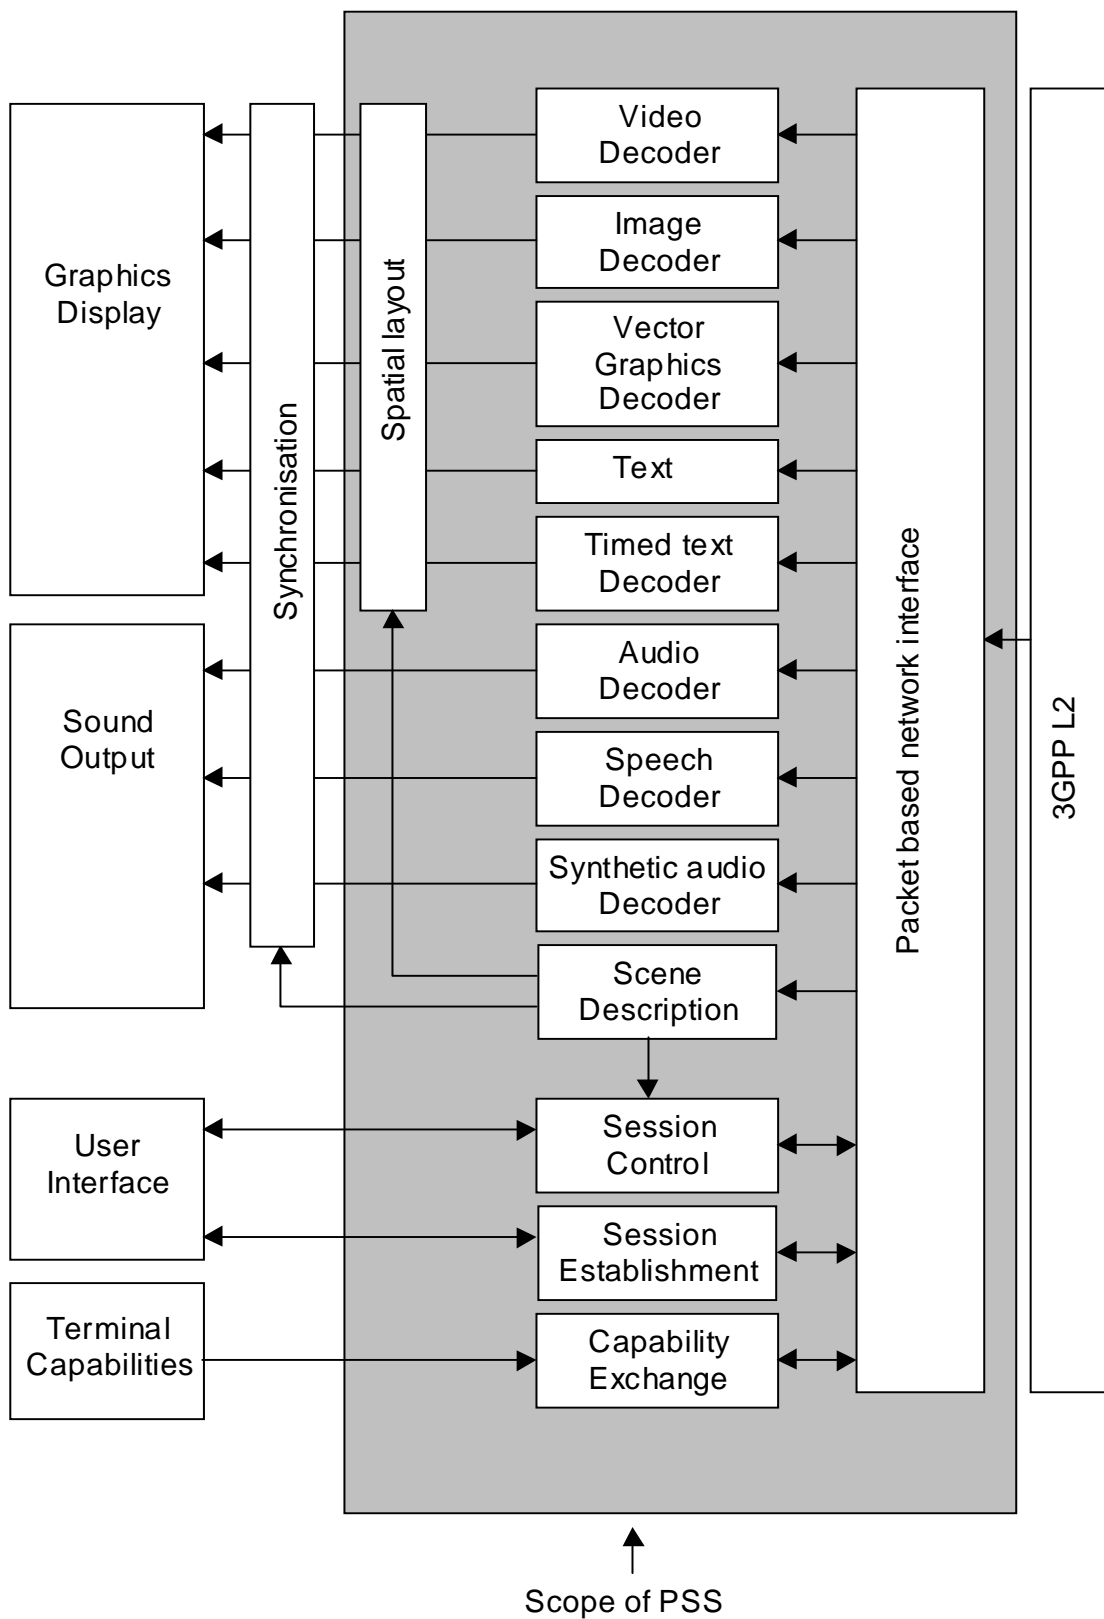 Graphics
Display
Sound
Output
User
Interface
Terminal
Capabilities
Synchronisation
Spatial layout
Video
Decoder
Image
Decoder
Vector
Graphics
Decoder
Text
Timed text
Decoder
Audio
Decoder
Speech
Decoder
Synthetic audio
Decoder
Scene
Description
Session
Control
Session
Establishment
Capability
Exchange
Packet based network interface
3GPP L2
Scope of PSS